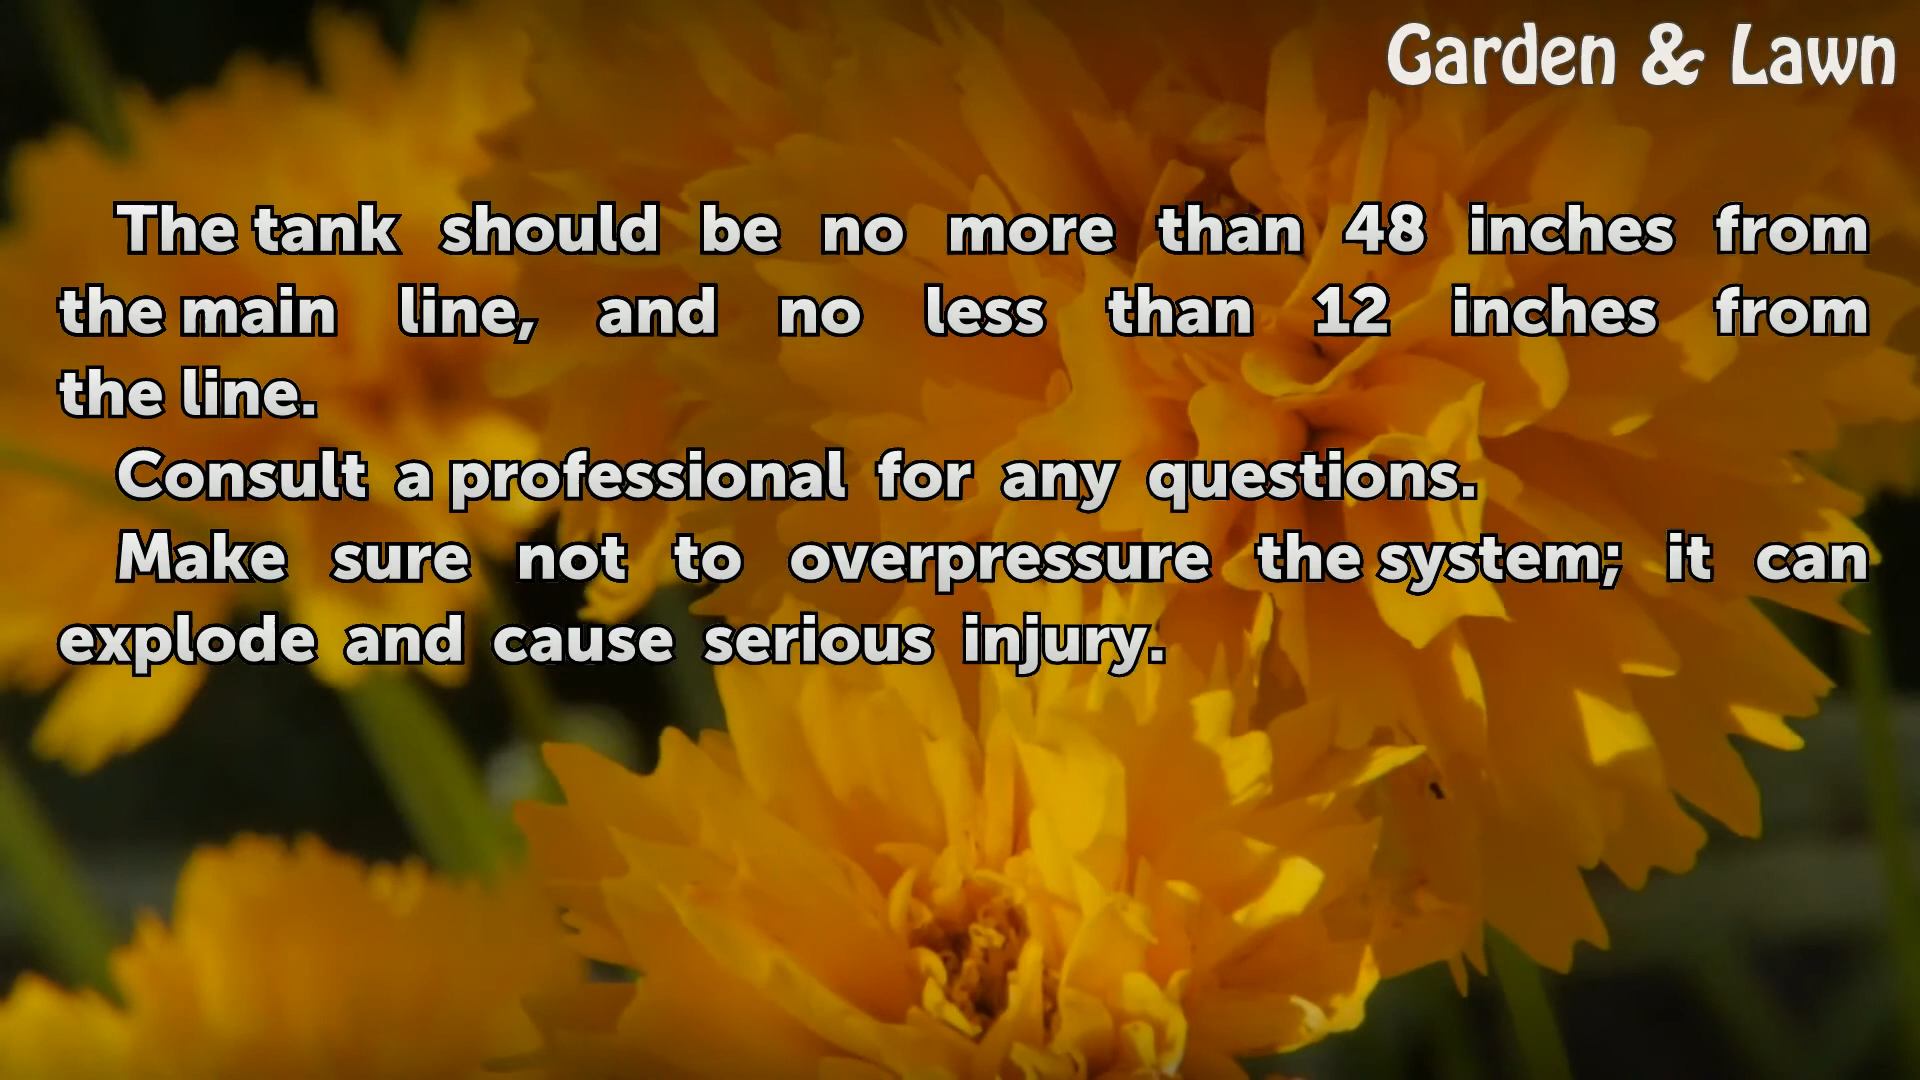 Garden & Lawn
The tank should be no more than 48 inches from
the main line, and no less than 12 inches from
the line.
Consult a professional for any questions.
Make sure not to overpressure the system; it can
explode and cause serious injury.